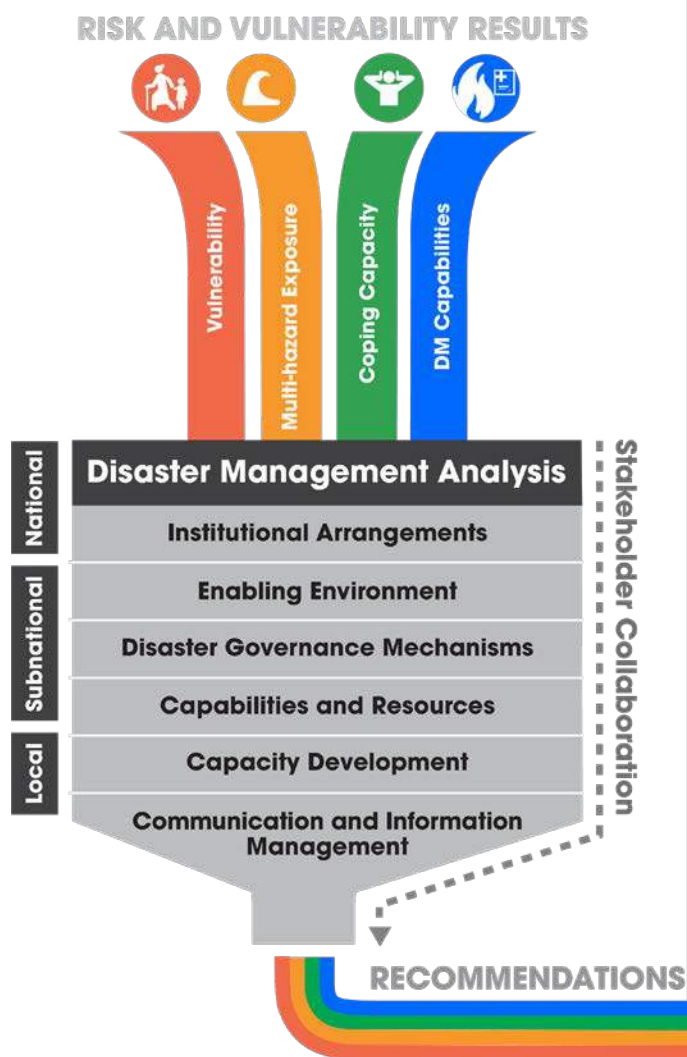 RISK AND VULNERABILITY RESULTS
Vulnerability
Multi-hazard Exposure
Coping Capacity
DM Capabilities
National
Subnational
Local
Disaster Management Analysis
Institutional Arrangements
Enabling Environment
Disaster Governance Mechanisms
Capabilities and Resources
Capacity Development
Communication and Information
Management
Stakeholder Collaboration
RECOMMENDATIONS